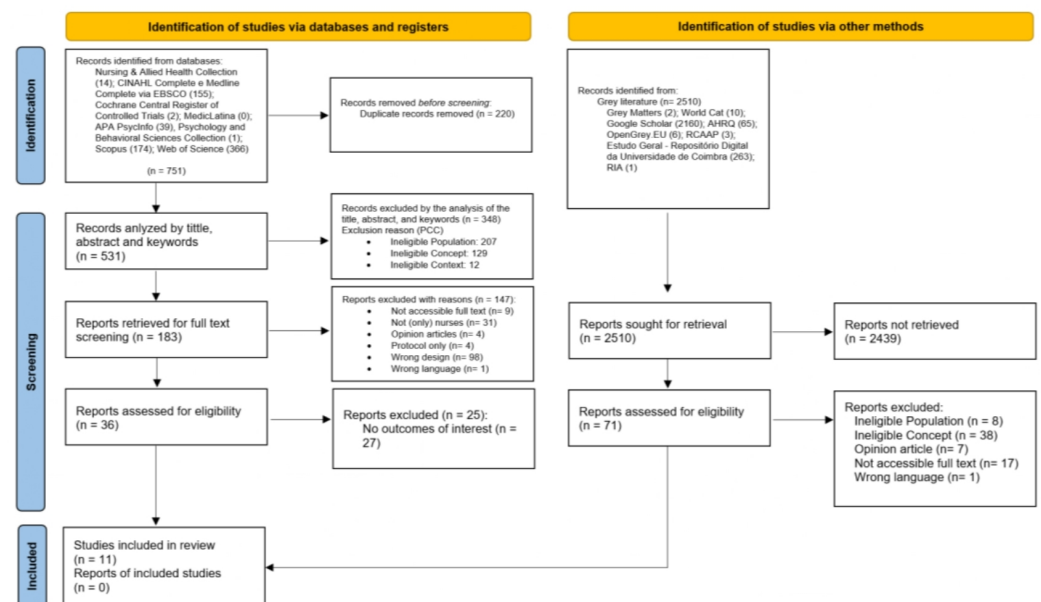 Identification of studies via databases and registers
Identification of studies via other methods
Identification
Records identified from databases:
Nursing & Allied Health Collection
(14); CINAHL Complete e Medline
Complete via EBSCO (155);
Cochrane Central Register of
Controlled Trials (2); MedicLatina (0);
APA PsycInfo (39), Psychology and
Behavioral Sciences Collection (1);
Scopus (174); Web of Science (366)
(n = 751)
Records removed before screening:
Duplicate records removed (n = 220)
Records identified from:
Grey literature (n= 2510)
Grey Matters (2); World Cat (10);
Google Scholar (2160); AHRQ (65);
OpenGrey.EU (6); RCAAP (3);
Estudo Geral - Repositório Digital
da Universidade de Coimbra (263);
RIA (1)
Screening
Records anlyzed by tittle,
abstract and keywords
(n = 531)
Records excluded by the analysis of the
title, abstract, and keywords (n = 348)
Exclusion reason (PCC)
• Ineligible Population: 207
• Ineligible Concept: 129
• Ineligible Context: 12
Reports retrieved for full text
screening (n = 183)
Reports excluded with reasons (n = 147):
• Not accessible full text (n= 9)
• Not (only) nurses (n= 31)
• Opinion articles (n= 4)
• Protocol only (n= 4)
• Wrong design (n= 98)
• Wrong language (n= 1)
Reports sought for retrieval
(n = 2510)
Reports not retrieved
(n = 2439)
Reports assessed for eligibility
(n = 36)
Reports excluded (n = 25):
No outcomes of interest (n =
27)
Reports assessed for eligibility
(n = 71)
Reports excluded:
Ineligible Population (n = 8)
Ineligible Concept (n = 38)
Opinion article (n= 7)
Not accessible full text (n= 17)
Wrong language (n= 1)
Included
Studies included in review
(n = 11)
Reports of included studies
(n = 0)